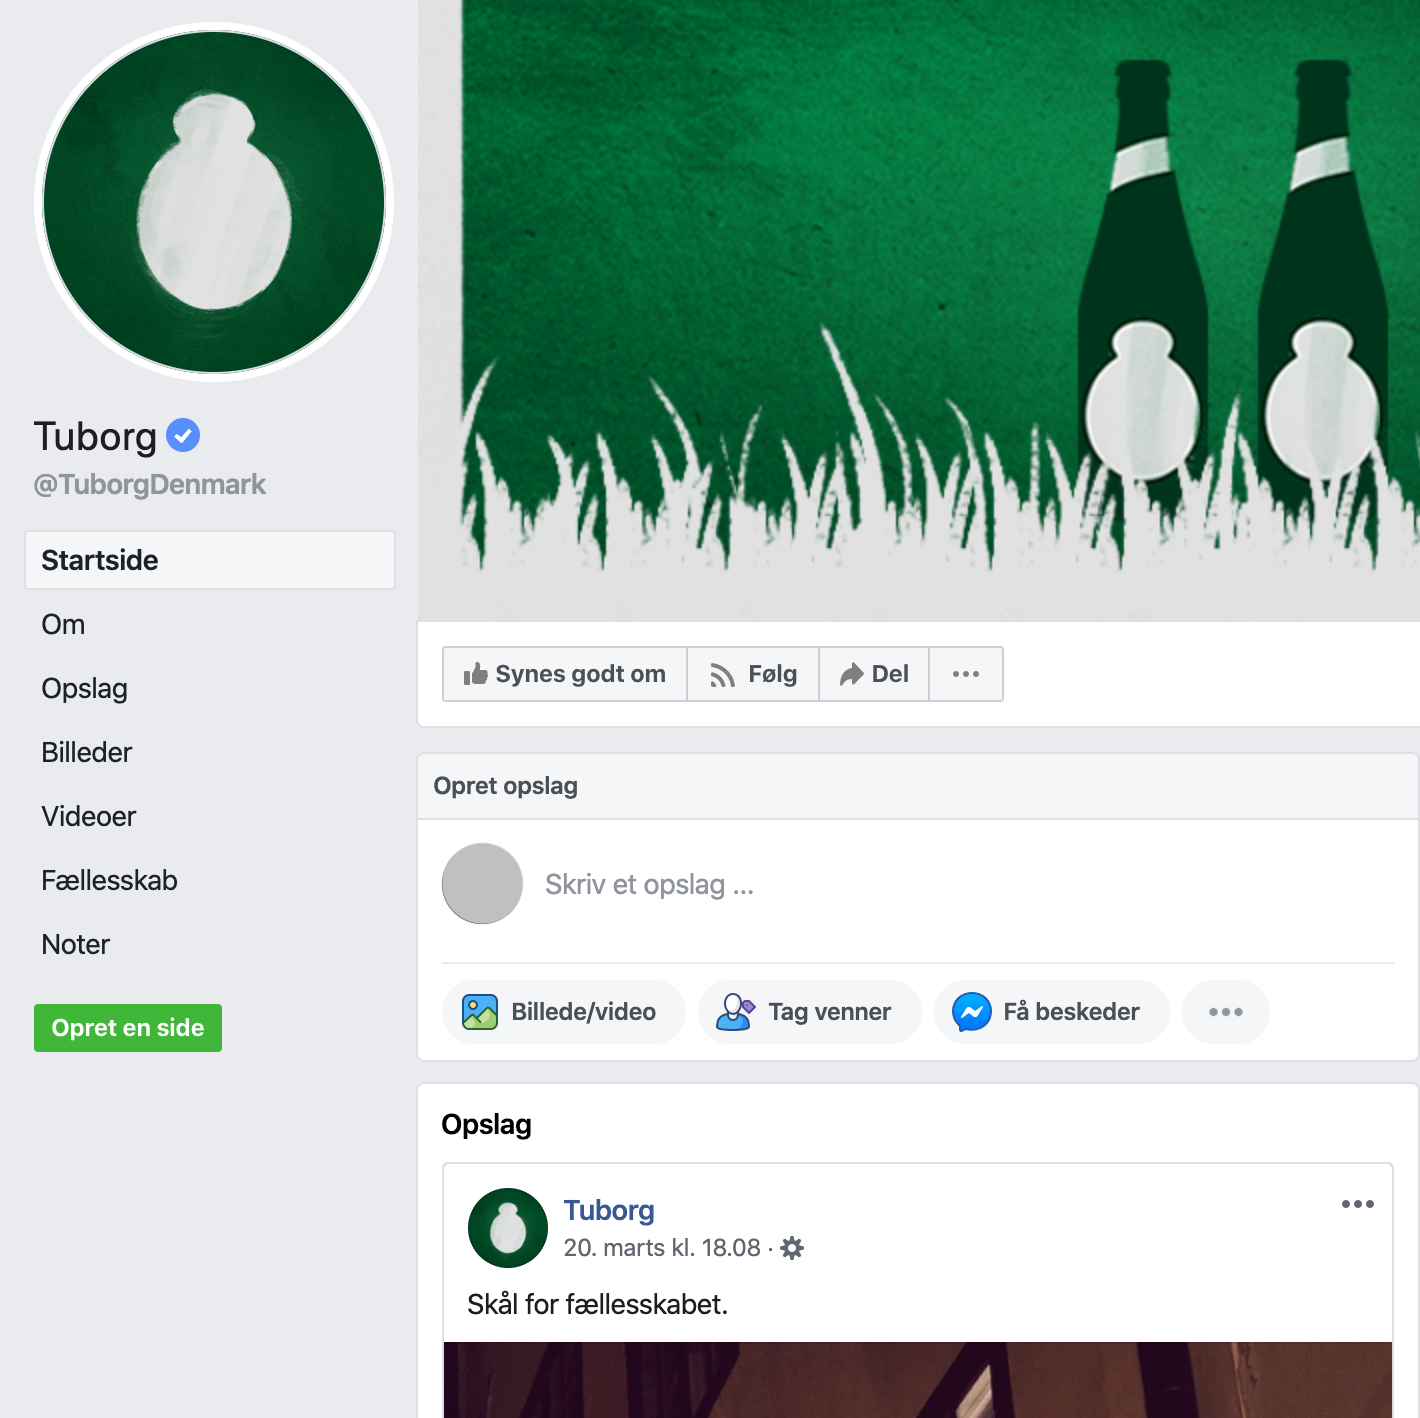 Tuborg
@TuborgDenmark
Startside
Om
Opslag
Billeder
Videoer
Fællesskab
Noter
Opret en side
Synes godt om
Følg
Del
Opret opslag
Skriv et opslag ...
Billede/video
Tag venner
Få beskeder
Opslag
Tuborg
20. marts kl. 18.08 ·
Skål for fællesskabet.